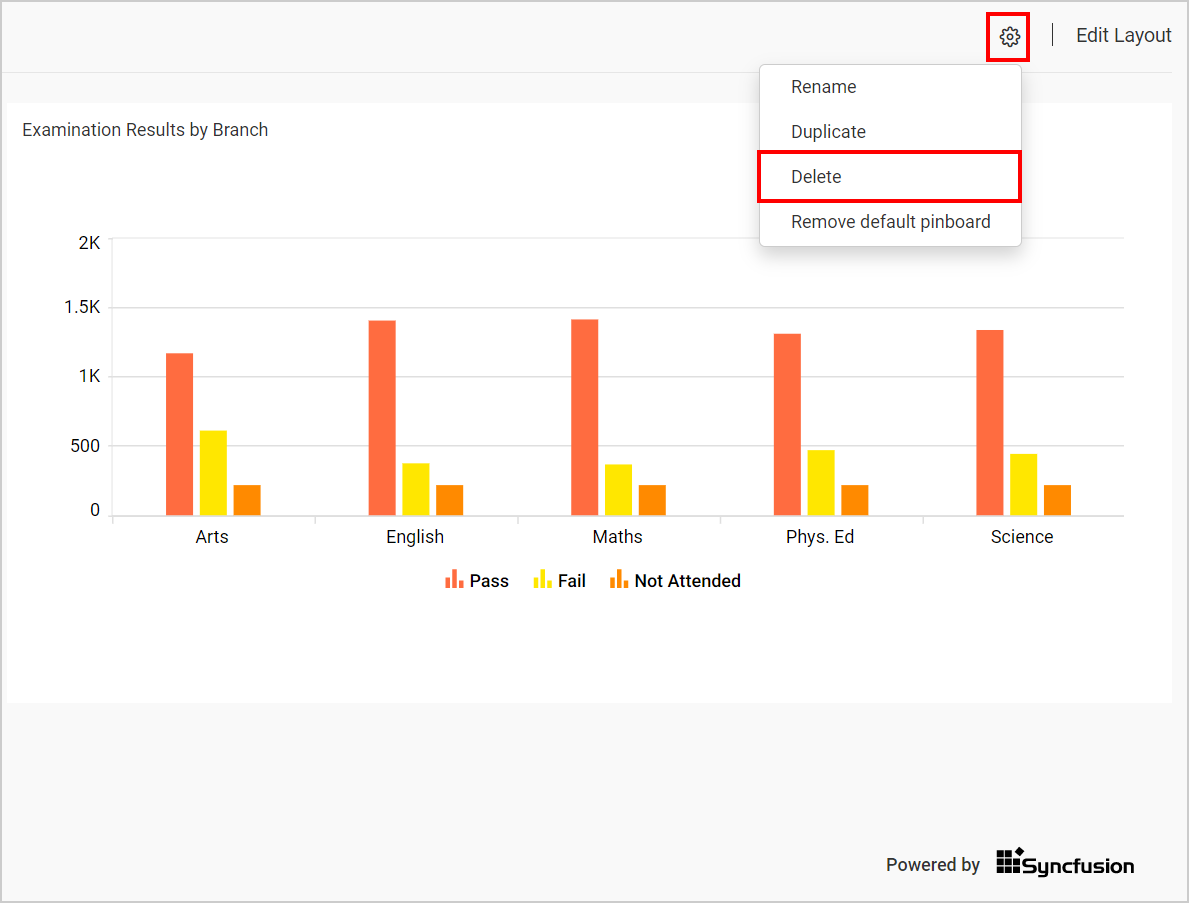 Edit Layout
Rename
Duplicate
Delete
Remove default pinboard
Examination Results by Branch
2K
1.5K
1K
500
0
Arts English Maths Phys. Ed Science
Pass Fail Not Attended
Powered by Syncfusion